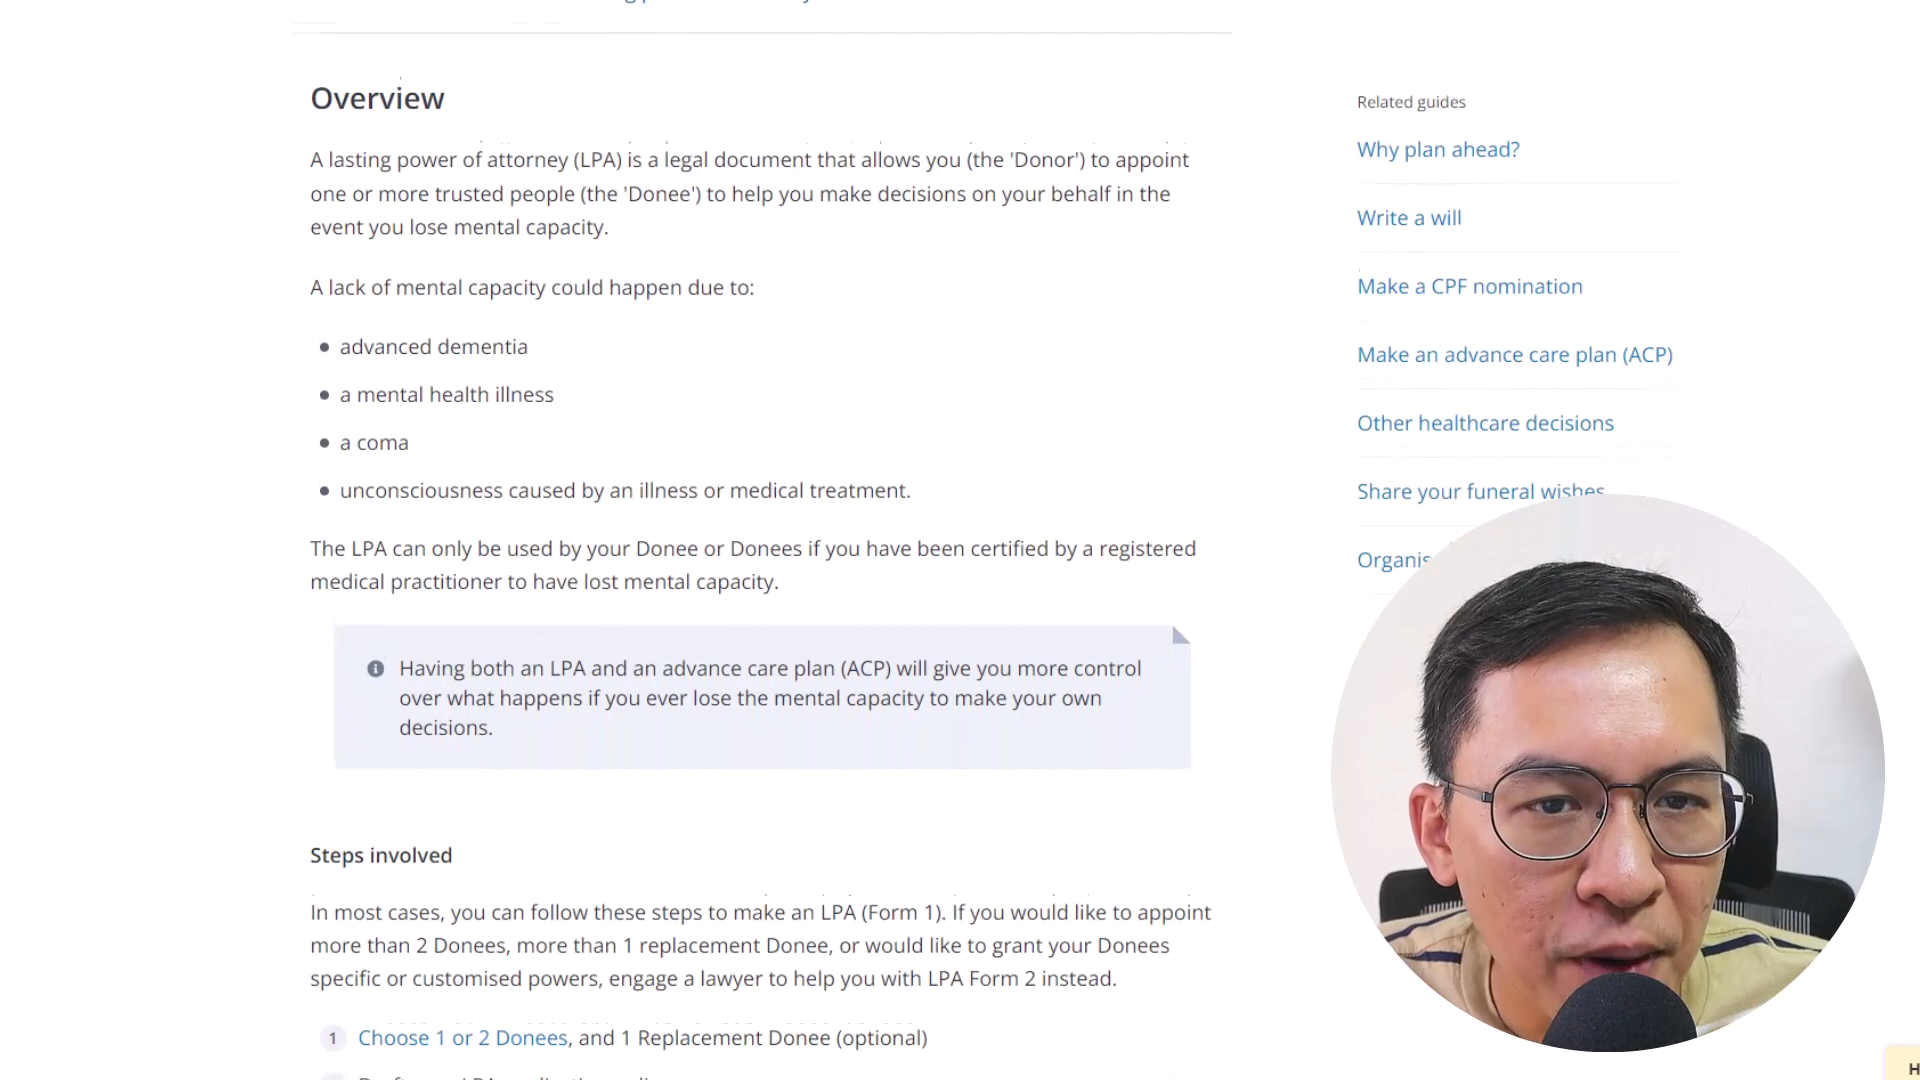 Overview
A lasting power of attorney (LPA) is a legal document that allows you (the 'Donor') to appoint
one or more trusted people (the 'Donee') to help you make decisions on your behalf in the
event you lose mental capacity.
A lack of mental capacity could happen due to:
advanced dementia
a mental health illness
a coma
unconsciousness caused by an illness or medical treatment.
The LPA can only be used by your Donee or Donees if you have been certified by a registered
medical practitioner to have lost mental capacity.
Having both an LPA and an advance care plan (ACP) will give you more control
over what happens if you ever lose the mental capacity to make your own
decisions.
Steps involved
In most cases, you can follow these steps to make an LPA (Form 1). If you would like to appoint
more than 2 Donees, more than 1 replacement Donee, or would like to grant your Donees
specific or customised powers, engage a lawyer to help you with LPA Form 2 instead.
1 Choose 1 or 2 Donees, and 1 Replacement Donee (optional)
Related guides
Why plan ahead?
Write a will
Make a CPF nomination
Make an advance care plan (ACP)
Other healthcare decisions
Share your funeral wishes